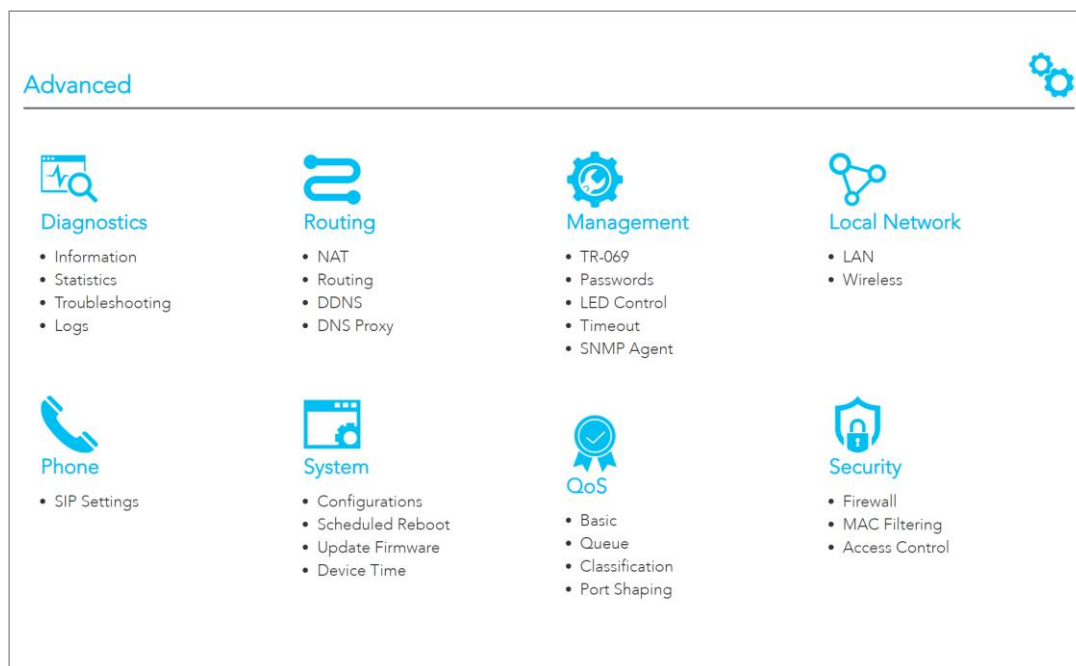 Advanced
Diagnostics
• Information
• Statistics
• Troubleshooting
• Logs
Routing
• NAT
• Routing
• DDNS
• DNS Proxy
Management
• TR-069
• Passwords
• LED Control
• Timeout
• SNMP Agent
Local Network
• LAN
• Wireless
Phone
• SIP Settings
System
• Configurations
• Scheduled Reboot
• Update Firmware
• Device Time
QoS
• Basic
• Queue
• Classification
• Port Shaping
Security
• Firewall
• MAC Filtering
• Access Control